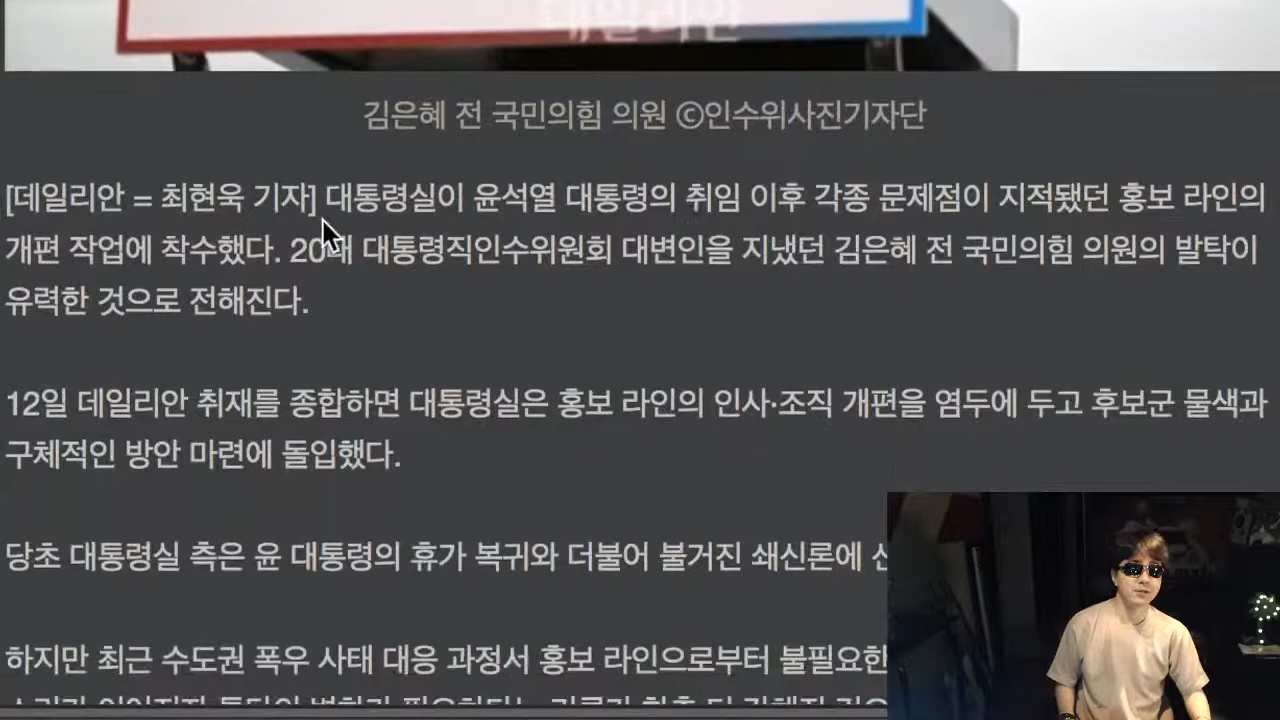 데일리안
김은혜 전 국민의힘 의원 ©인수위사진기자단
[데일리안 = 최현욱 기자] 대통령실이 윤석열 대통령의 취임 이후 각종 문제점이 지적됐던 홍보 라인의
개편 작업에 착수했다. 20대 대통령직인수위원회 대변인을 지냈던 김은혜 전 국민의힘 의원의 발탁이
유력한 것으로 전해진다.
12일 데일리안 취재를 종합하면 대통령실은 홍보 라인의 인사·조직 개편을 염두에 두고 후보군 물색과
구체적인 방안 마련에 돌입했다.
당초 대통령실 측은 윤 대통령의 휴가 복귀와 더불어 불거진 쇄신론에
하지만 최근 수도권 폭우 사태 대응 과정서 홍보 라인으로부터 불필요한